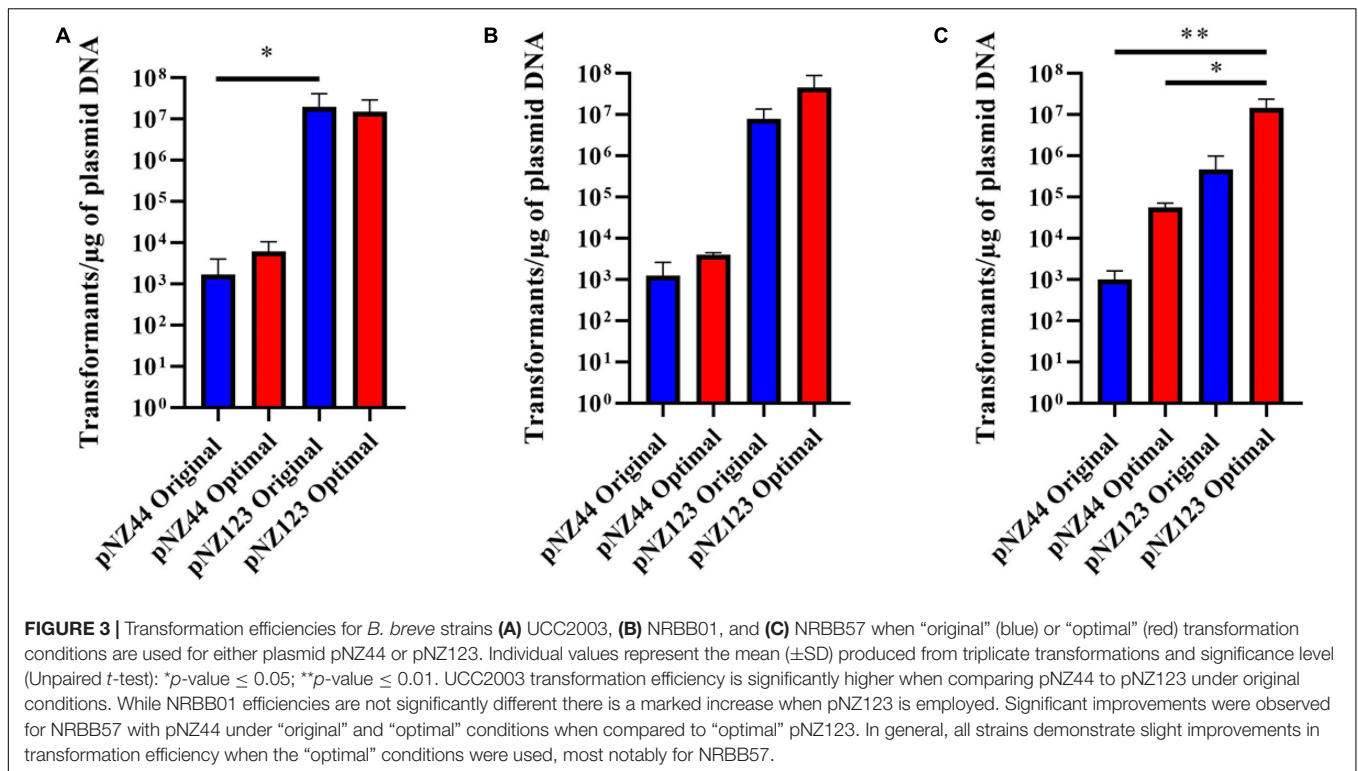 A
Transformants/µg of plasmid DNA
*
10⁸
10⁷
10⁶
10⁵
10⁴
10³
10²
10¹
10⁰
pNZ44 Original
pNZ44 Optimal
pNZ123 Original
pNZ123 Optimal
B
Transformants/µg of plasmid DNA
10⁸
10⁷
10⁶
10⁵
10⁴
10³
10²
10¹
10⁰
pNZ44 Original
pNZ44 Optimal
pNZ123 Original
pNZ123 Optimal
C
Transformants/µg of plasmid DNA
**
*
10⁸
10⁷
10⁶
10⁵
10⁴
10³
10²
10¹
10⁰
pNZ44 Original
pNZ44 Optimal
pNZ123 Original
pNZ123 Optimal
FIGURE 3 | Transformation efficiencies for B. breve strains (A) UCC2003, (B) NRBB01, and (C) NRBB57 when “original” (blue) or “optimal” (red) transformation
conditions are used for either plasmid pNZ44 or pNZ123. Individual values represent the mean (±SD) produced from triplicate transformations and significance level
(Unpaired t-test): *p-value ≤ 0.05; **p-value ≤ 0.01. UCC2003 transformation efficiency is significantly higher when comparing pNZ44 to pNZ123 under original
conditions. While NRBB01 efficiencies are not significantly different there is a marked increase when pNZ123 is employed. Significant improvements were observed
for NRBB57 with pNZ44 under “original” and “optimal” conditions when compared to “optimal” pNZ123. In general, all strains demonstrate slight improvements in
transformation efficiency when the “optimal” conditions were used, most notably for NRBB57.